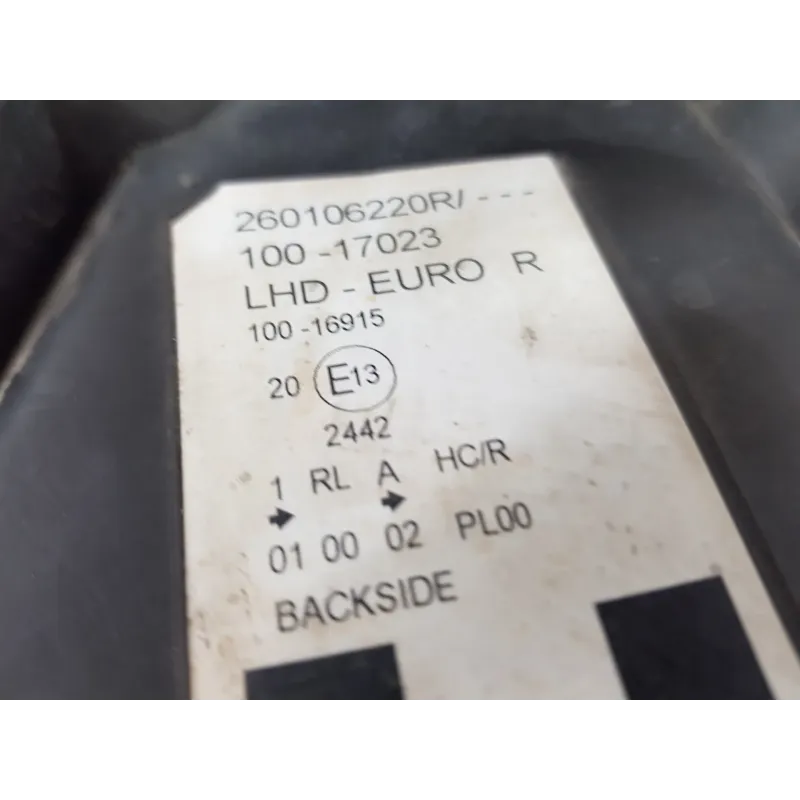 260106220R/ - - -
100 -17023
LHD - EURO R
100 -16915
20 E13
2442
1 RL A HC/R
01 00 02 PL00
BACKSIDE